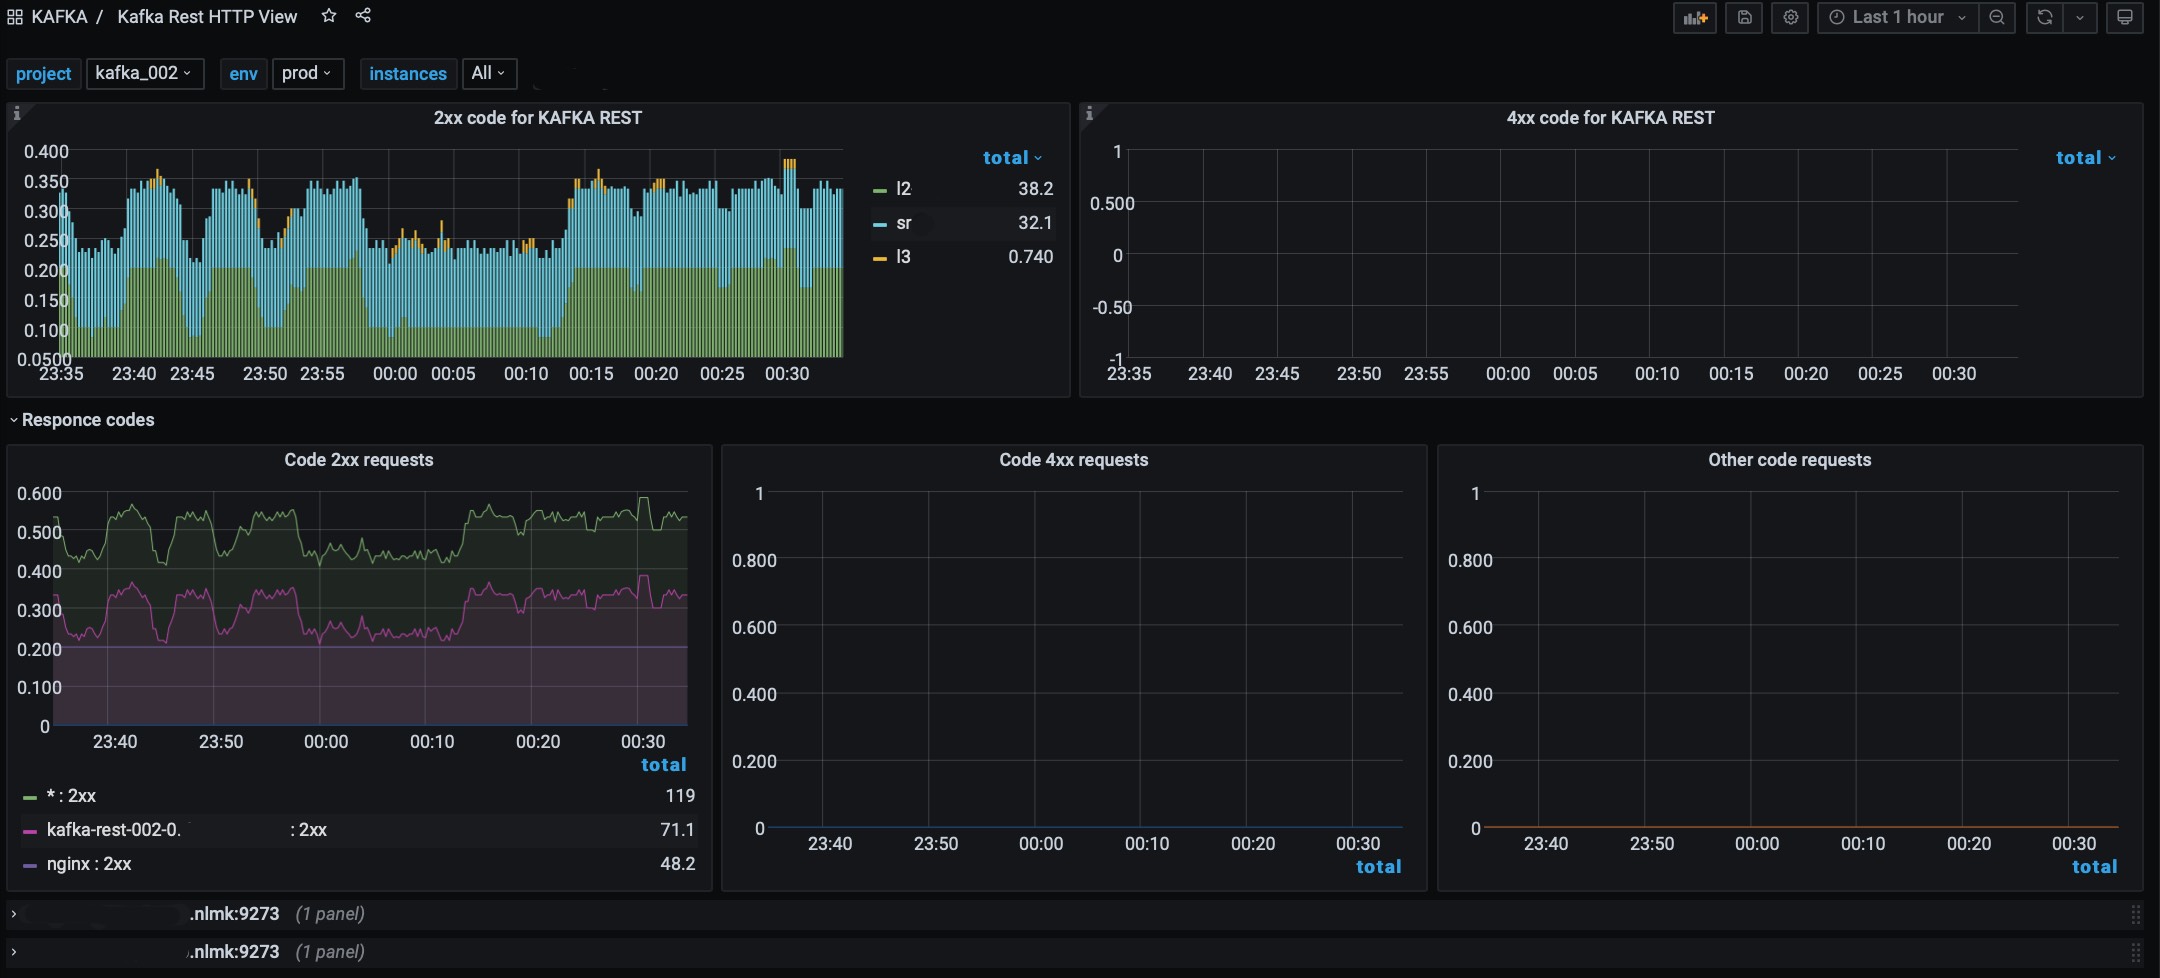 KAFKA / Kafka Rest HTTP View
Last 1 hour
project kafka_002 env prod instances All
2xx code for KAFKA REST
0.400
0.350
0.300
0.250
0.200
0.150
0.100
0.0500
23:35 23:40 23:45 23:50 23:55 00:00 00:05 00:10 00:15 00:20 00:25 00:30
total
l2 38.2
sr 32.1
l3 0.740
4xx code for KAFKA REST
1
0.500
0
-0.50
-1
23:35 23:40 23:45 23:50 23:55 00:00 00:05 00:10 00:15 00:20 00:25 00:30
total
Responce codes
Code 2xx requests
0.600
0.500
0.400
0.300
0.200
0.100
0
23:40 23:50 00:00 00:10 00:20 00:30
total
* : 2xx 119
kafka-rest-002-0. : 2xx 71.1
nginx : 2xx 48.2
Code 4xx requests
1
0.800
0.600
0.400
0.200
0
23:40 23:50 00:00 00:10 00:20 00:30
total
Other code requests
1
0.800
0.600
0.400
0.200
0
23:40 23:50 00:00 00:10 00:20 00:30
total
.nlmk:9273 (1 panel)
.nlmk:9273 (1 panel)